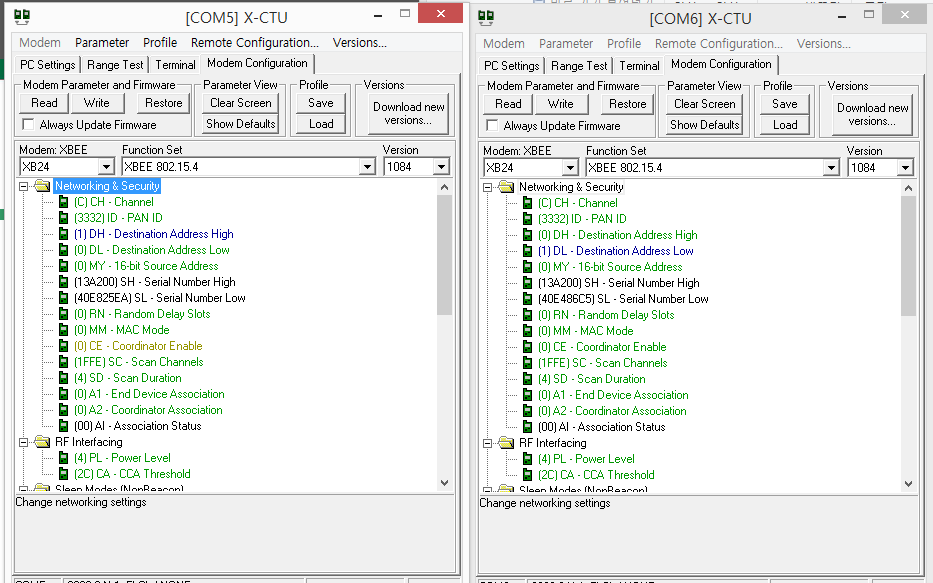 [COM5] X-CTU
Modem Parameter Profile Remote Configuration... Versions...
PC Settings Range Test Terminal Modem Configuration
Modem Parameter and Firmware Parameter View Profile Versions
Read Write Restore Clear Screen Save Download new versions...
Always Update Firmware Show Defaults Load
Modem: XBEE Function Set Version
XB24 XBEE 802.15.4 1084
Networking & Security
(C) CH - Channel
(3332) ID - PAN ID
(1) DH - Destination Address High
(0) DL - Destination Address Low
(0) MY - 16-bit Source Address
(13A200) SH - Serial Number High
(40E825EA) SL - Serial Number Low
(0) RN - Random Delay Slots
(0) MM - MAC Mode
(0) CE - Coordinator Enable
(1FFE) SC - Scan Channels
(4) SD - Scan Duration
(0) A1 - End Device Association
(0) A2 - Coordinator Association
(00) AI - Association Status
RF Interfacing
(4) PL - Power Level
(2C) CA - CCA Threshold
Sleep Modes (NonBeacon)
Change networking settings
[COM6] X-CTU
Modem Parameter Profile Remote Configuration... Versions...
PC Settings Range Test Terminal Modem Configuration
Modem Parameter and Firmware Parameter View Profile Versions
Read Write Restore Clear Screen Save Download new versions...
Always Update Firmware Show Defaults Load
Modem: XBEE Function Set Version
XB24 XBEE 802.15.4 1084
Networking & Security
(C) CH - Channel
(3332) ID - PAN ID
(0) DH - Destination Address High
(1) DL - Destination Address Low
(0) MY - 16-bit Source Address
(13A200) SH - Serial Number High
(40E486C5) SL - Serial Number Low
(0) RN - Random Delay Slots
(0) MM - MAC Mode
(0) CE - Coordinator Enable
(1FFE) SC - Scan Channels
(4) SD - Scan Duration
(0) A1 - End Device Association
(0) A2 - Coordinator Association
(00) AI - Association Status
RF Interfacing
(4) PL - Power Level
(2C) CA - CCA Threshold
Sleep Modes (NonBeacon)
Change networking settings